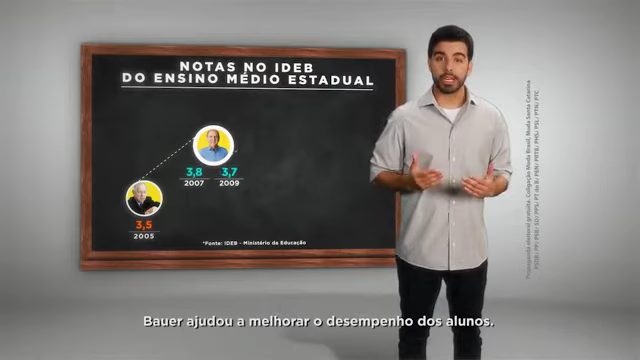 NOTAS NO IDEB
DO ENSINO MÉDIO ESTADUAL
3,8 3,7
2007 2009
3,5
2005
*Fonte: IDEB - Ministério da Educação
Propaganda eleitoral gratuita. Coligação Muda Brasil, Muda Santa Catarina
Bauer ajudou a melhorar o desempenho dos alunos.